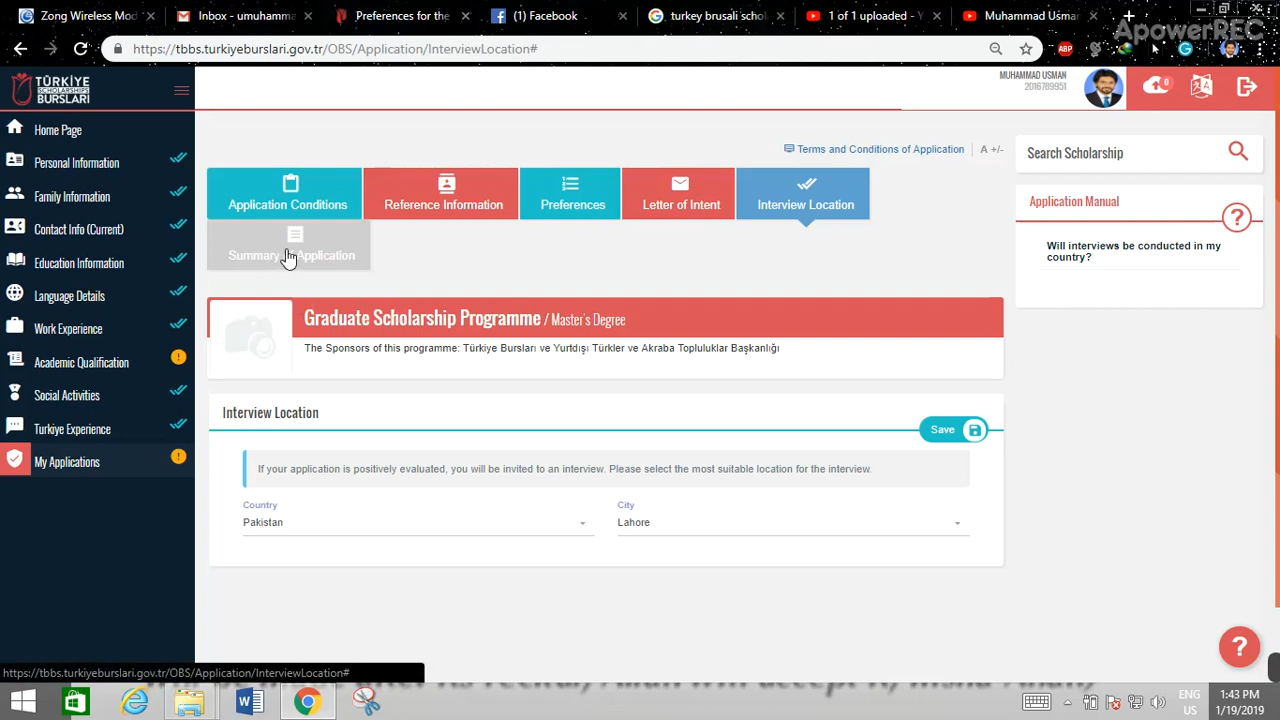 Zong Wireless Mod
Inbox - umuhamma
Preferences for the
(1) Facebook
turkey brusali scho
1 of 1 uploaded - Y
Muhammad Usman
ApowerREC
https://tbbs.turkiyeburslari.gov.tr/OBS/Application/InterviewLocation#
ABP
TÜRKİYE
SCHOLARSHIPS
BURSLARI
MUHAMMAD USMAN
2016789951
0
Home Page
Personal Information
Family Information
Contact Info (Current)
Education Information
Language Details
Work Experience
Academic Qualification
Social Activities
Turkiye Experience
My Applications
Terms and Conditions of Application
A +/-
Application Conditions
Reference Information
Preferences
Letter of Intent
Interview Location
Summary Application
Search Scholarship
Application Manual
?
Will interviews be conducted in my
country?
Graduate Scholarship Programme / Master's Degree
The Sponsors of this programme: Türkiye Bursları ve Yurtdışı Türkler ve Akraba Topluluklar Başkanlığı
Interview Location
Save
If your application is positively evaluated, you will be invited to an interview. Please select the most suitable location for the interview.
Country
City
Pakistan
Lahore
?
https://tbbs.turkiyeburslari.gov.tr/OBS/Application/InterviewLocation#
ENG
US
1:43 PM
1/19/2019